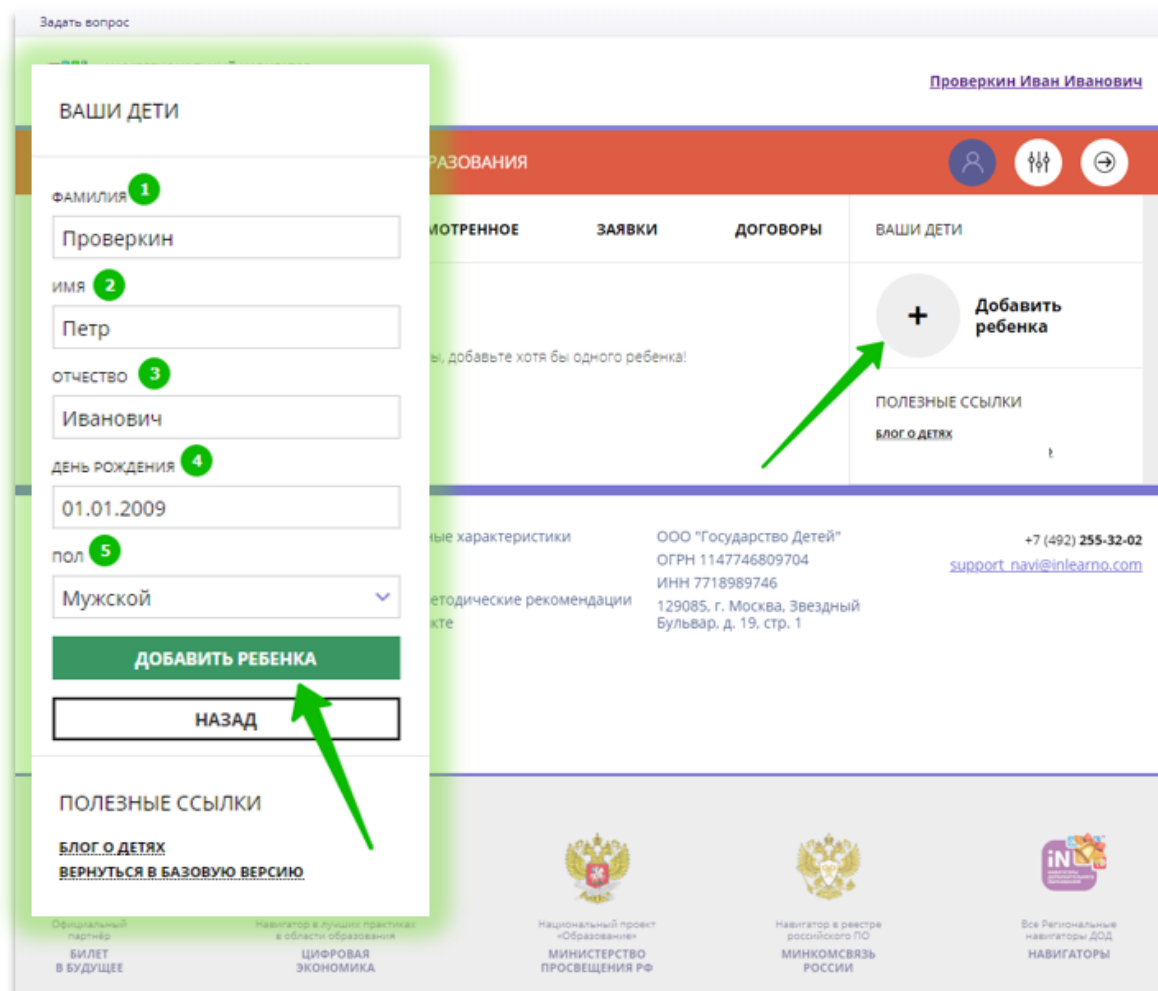 Задать вопрос
Проверкин Иван Иванович
ВАШИ ДЕТИ
ФАМИЛИЯ 1
Проверкин
ИМЯ 2
Петр
ОТЧЕСТВО 3
Иванович
ДЕНЬ РОЖДЕНИЯ 4
01.01.2009
ПОЛ 5
Мужской
ДОБАВИТЬ РЕБЕНКА
НАЗАД
ПОЛЕЗНЫЕ ССЫЛКИ
БЛОГ О ДЕТЯХ
ВЕРНУТЬСЯ В БАЗОВУЮ ВЕРСИЮ
РАЗОВАНИЯ
МОТРЕННОЕ ЗАЯВКИ ДОГОВОРЫ
ы, добавьте хотя бы одного ребенка!
ВАШИ ДЕТИ
+ Добавить
ребенка
ПОЛЕЗНЫЕ ССЫЛКИ
БЛОГ О ДЕТЯХ
ные характеристики
етодические рекомендации
кте
ООО "Государство Детей"
ОГРН 1147746809704
ИНН 7718989746
129085, г. Москва, Звездный
Бульвар, д. 19, стр. 1
+7 (492) 255-32-02
support_navi@inlearno.com
Официальный
партнёр
БИЛЕТ
В БУДУЩЕЕ
Навигатор в лучших практиках
в области образования
ЦИФРОВАЯ
ЭКОНОМИКА
Национальный проект
«Образование»
МИНИСТЕРСТВО
ПРОСВЕЩЕНИЯ РФ
Навигатор в реестре
российского ПО
МИНКОМСВЯЗЬ
РОССИИ
iN
Все Региональные
навигаторы ДОД
НАВИГАТОРЫ